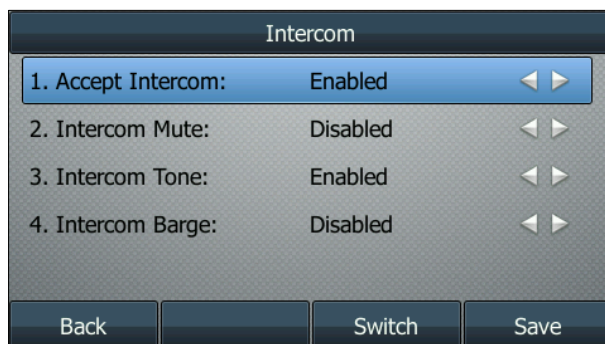 Intercom
1. Accept Intercom: Enabled
2. Intercom Mute: Disabled
3. Intercom Tone: Enabled
4. Intercom Barge: Disabled
Back Switch Save